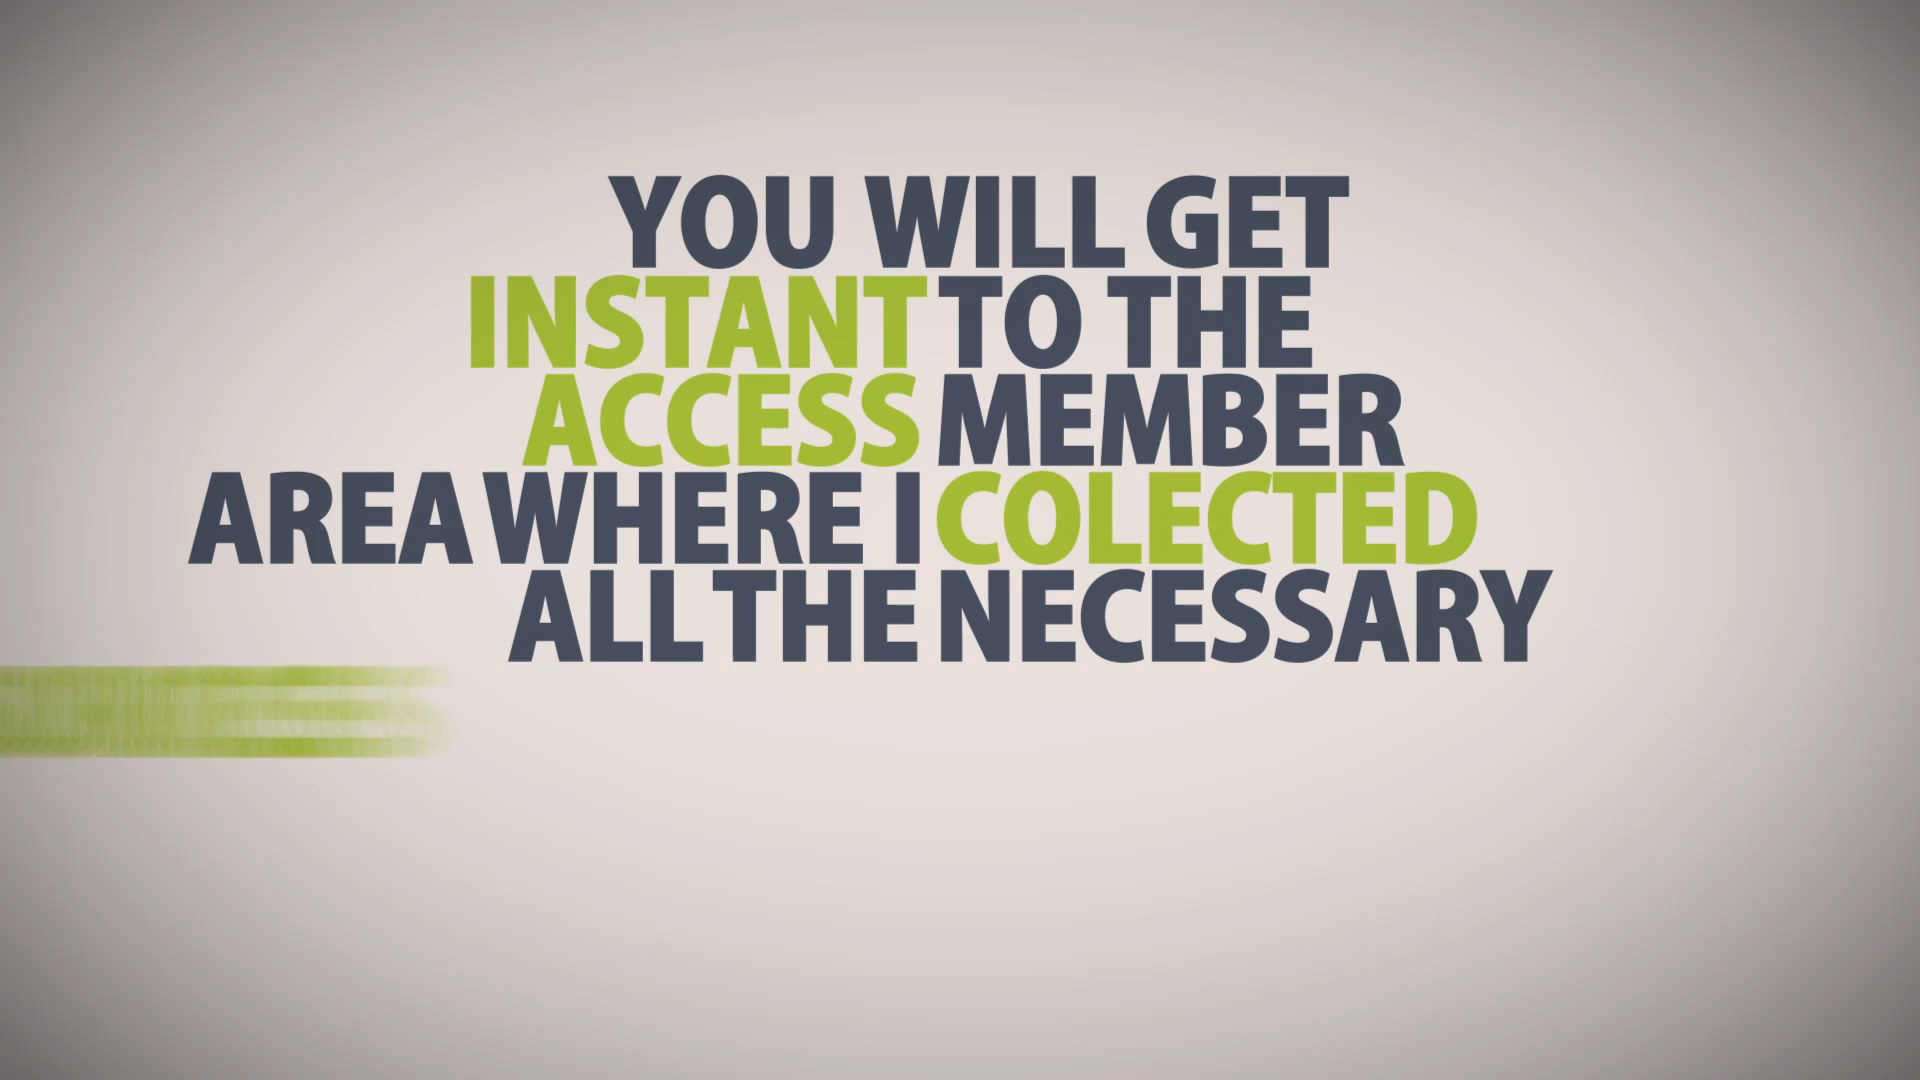 YOU WILL GET
INSTANT TO THE
ACCESS MEMBER
AREA WHERE I COLECTED
ALL THE NECESSARY